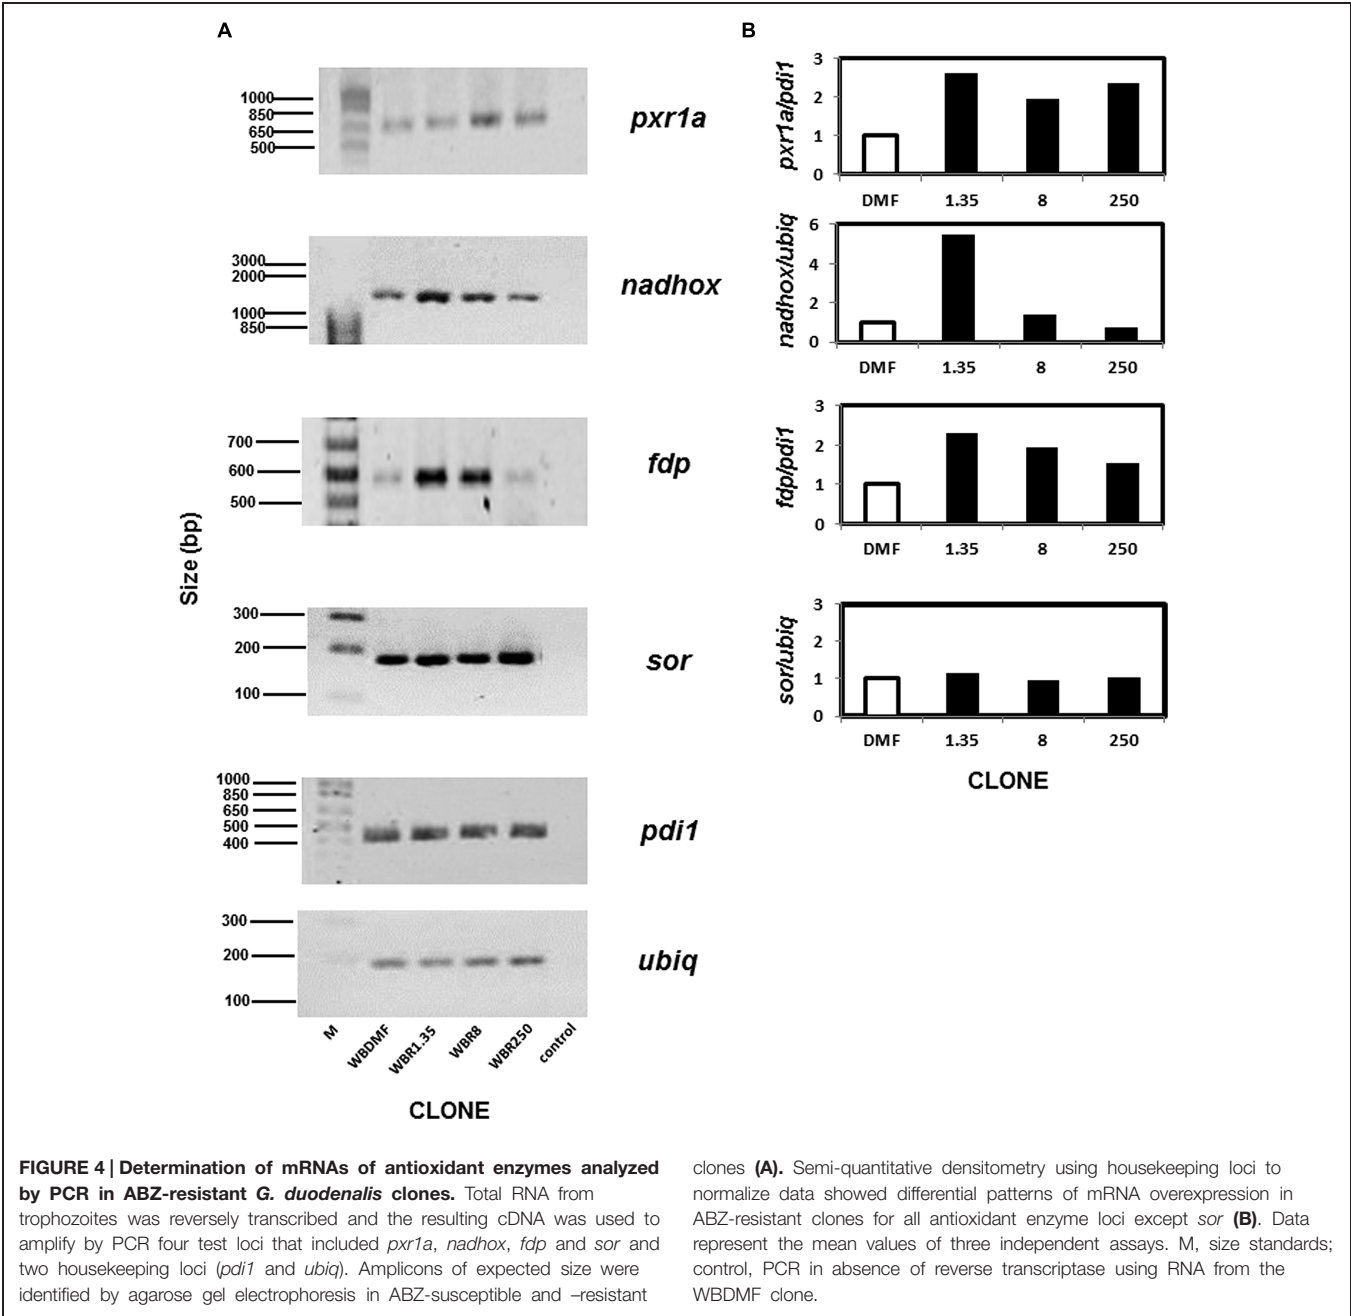 A
1000
850
650
500
pxr1a
3000
2000
1000
850
nadhox
700
600
500
fdp
Size (bp)
300
200
100
sor
1000
850
650
500
400
pdi1
300
200
100
ubiq
M
WBDMF
WBR1.35
WBR8
WBR250
control
CLONE
B
pxr1a/pdi1
3
2
1
0
DMF 1.35 8 250
nadhox/ubiq
6
4
2
0
DMF 1.35 8 250
fdp/pdi1
3
2
1
0
DMF 1.35 8 250
sor/ubiq
3
2
1
0
DMF 1.35 8 250
CLONE
FIGURE 4 | Determination of mRNAs of antioxidant enzymes analyzed
by PCR in ABZ-resistant G. duodenalis clones. Total RNA from
trophozoites was reversely transcribed and the resulting cDNA was used to
amplify by PCR four test loci that included pxr1a, nadhox, fdp and sor and
two housekeeping loci (pdi1 and ubiq). Amplicons of expected size were
identified by agarose gel electrophoresis in ABZ-susceptible and –resistant
clones (A). Semi-quantitative densitometry using housekeeping loci to
normalize data showed differential patterns of mRNA overexpression in
ABZ-resistant clones for all antioxidant enzyme loci except sor (B). Data
represent the mean values of three independent assays. M, size standards;
control, PCR in absence of reverse transcriptase using RNA from the
WBDMF clone.